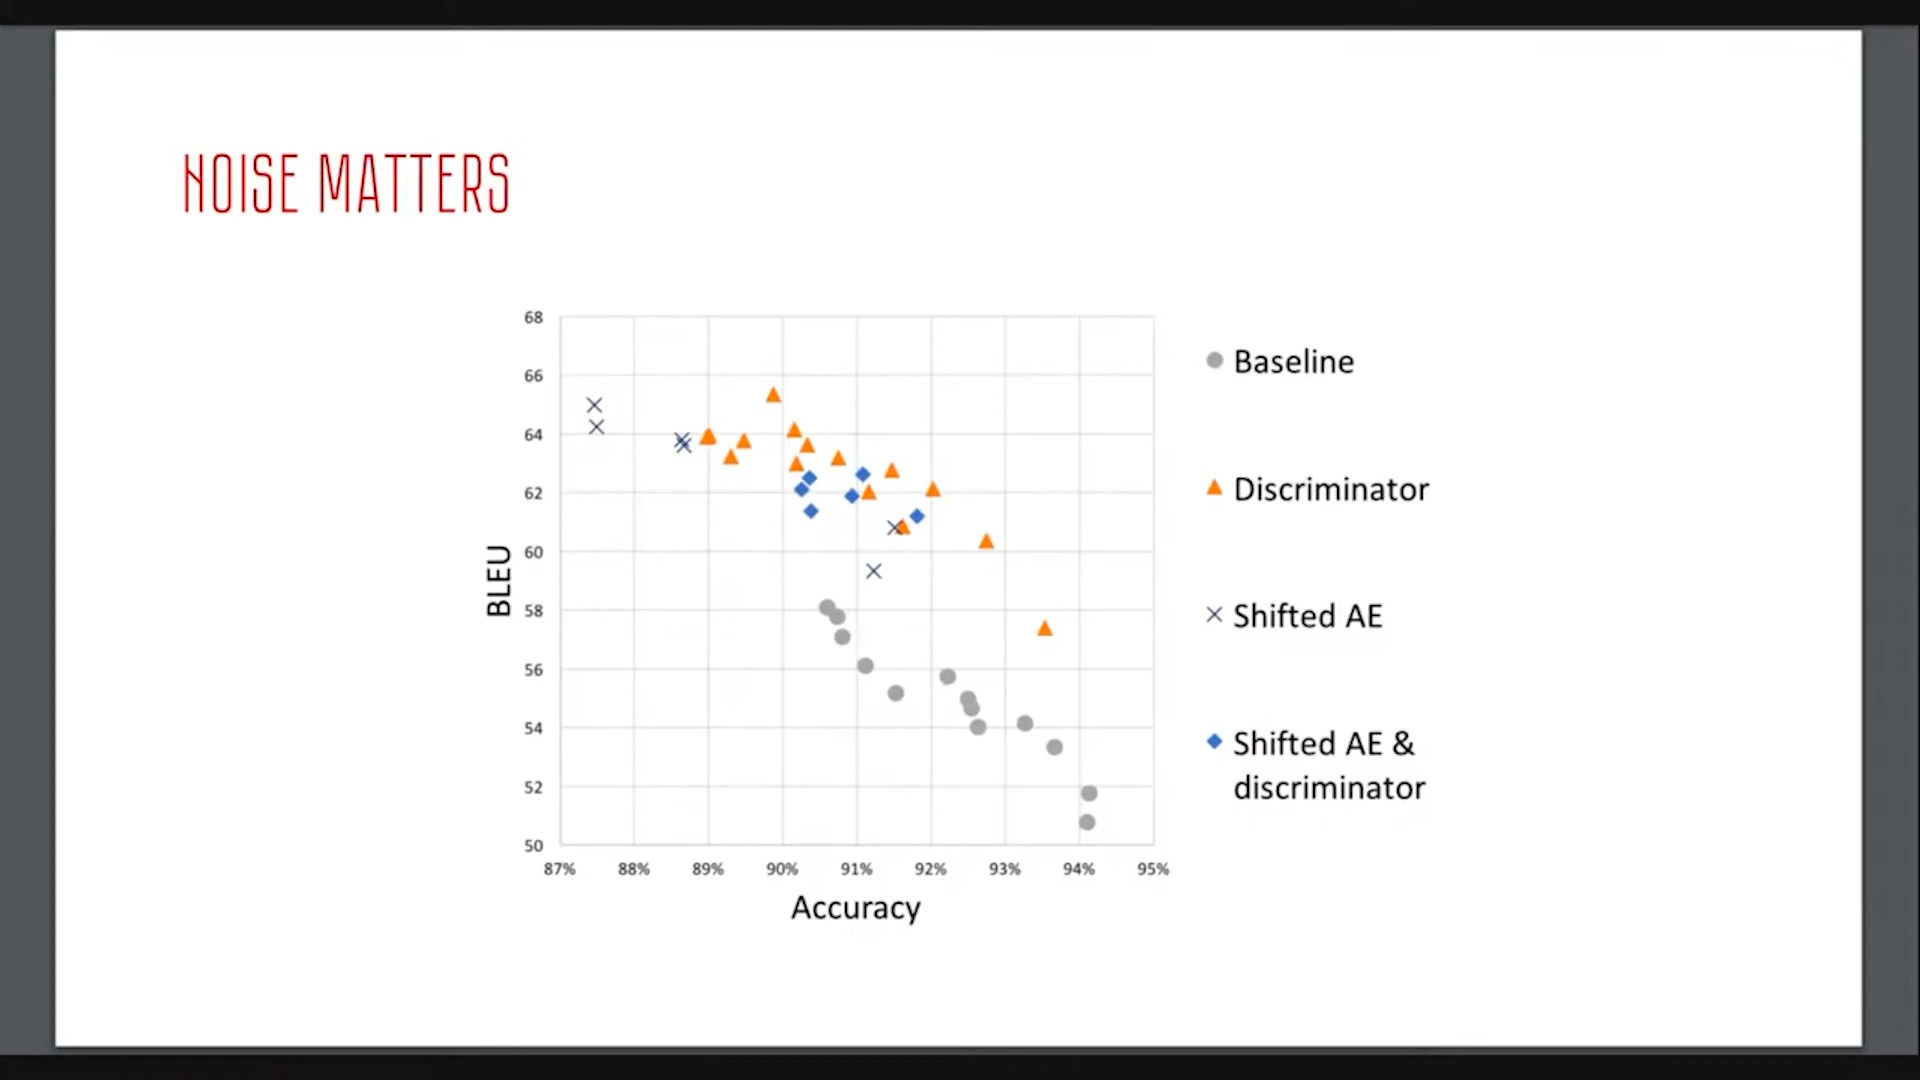 NOISE MATTERS
68
66
64
62
60
58
56
54
52
50
BLEU
87% 88% 89% 90% 91% 92% 93% 94% 95%
Accuracy
Baseline
Discriminator
Shifted AE
Shifted AE &
discriminator